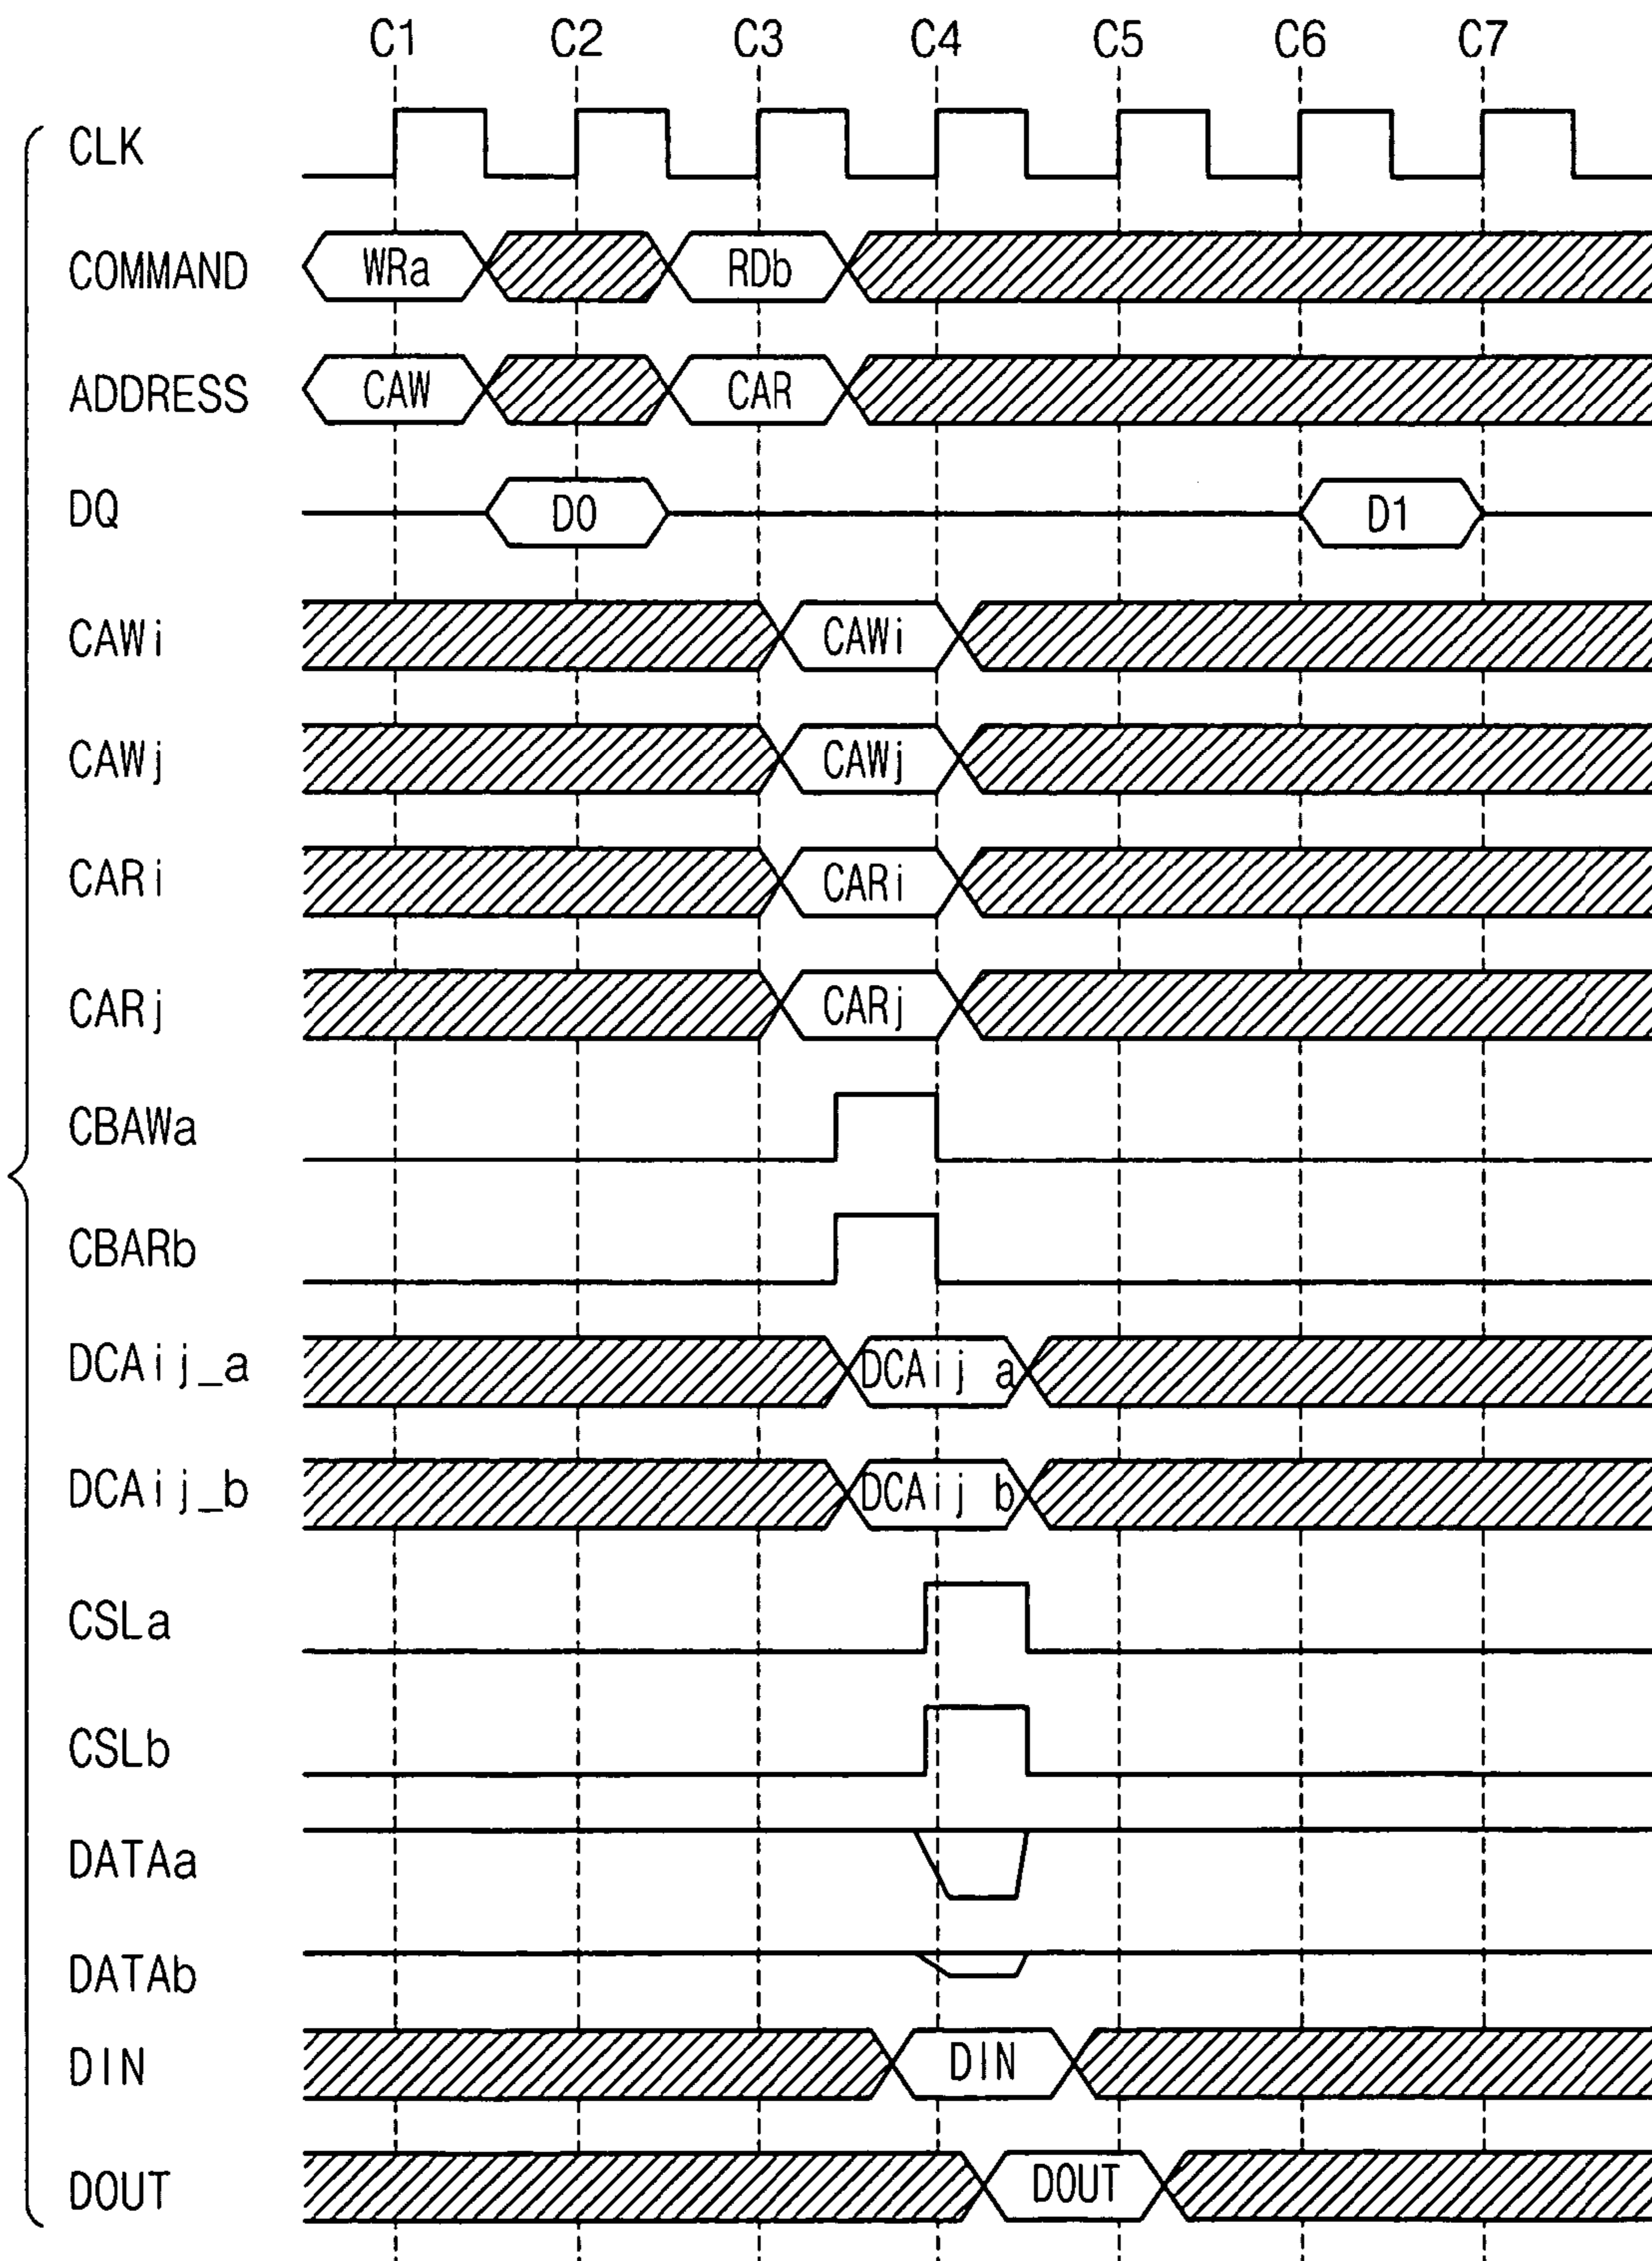 C1 C2 C3 C4 C5 C6 C7
CLK
COMMAND WRa RDb
ADDRESS CAW CAR
DQ D0 D1
CAWi CAWi
CAWj CAWj
CARi CARi
CARj CARj
CBAWa
CBARb
DCAij_a DCAij a
DCAij_b DCAij b
CSLa
CSLb
DATAa
DATAb
DIN DIN
DOUT DOUT